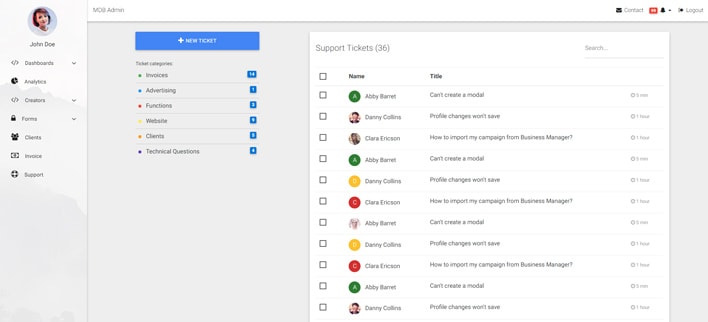 MDB Admin
Contact
99
Logout
John Doe
Dashboards
Analytics
Creators
Forms
Clients
Invoice
Support
NEW TICKET
Ticket categories
Invoices 14
Advertising 1
Functions
Website
Clients
Technical Questions 4
Support Tickets (36)
Search...
Name Title
A Abby Barret Can't create a modal 5 min
Danny Collins Profile changes won't save 1 hour
Clara Ericson How to import my campaign from Business Manager? 1 hour
A Abby Barret Can't create a modal 5 min
D Danny Collins Profile changes won't save 1 hour
C Clara Ericson How to import my campaign from Business Manager? 1 hour
Abby Barret Can't create a modal 5 min
D Danny Collins Profile changes won't save 1 hour
C Clara Ericson How to import my campaign from Business Manager? 1 hour
A Abby Barret Can't create a modal 5 min
Danny Collins Profile changes won't save 1 hour